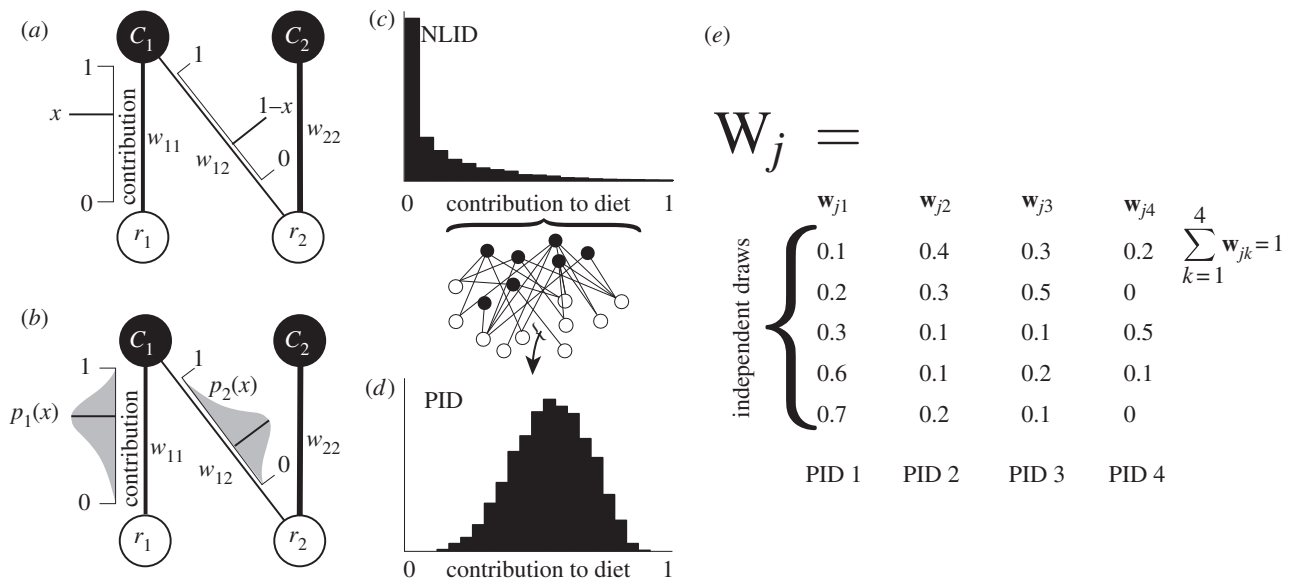 (a)
C1
C2
1
x
1–x
contribution
w11
w12
w22
0
0
1
r1
r2
(b)
C1
C2
1
1
p1(x)
p2(x)
contribution
w11
w12
w22
0
0
r1
r2
(c)
NLID
0 contribution to diet 1
(d)
PID
0 contribution to diet 1
(e)
Wj =
wj1 wj2 wj3 wj4
4
∑ wjk = 1
k = 1
independent draws
0.1 0.4 0.3 0.2
0.2 0.3 0.5 0
0.3 0.1 0.1 0.5
0.6 0.1 0.2 0.1
0.7 0.2 0.1 0
PID 1 PID 2 PID 3 PID 4